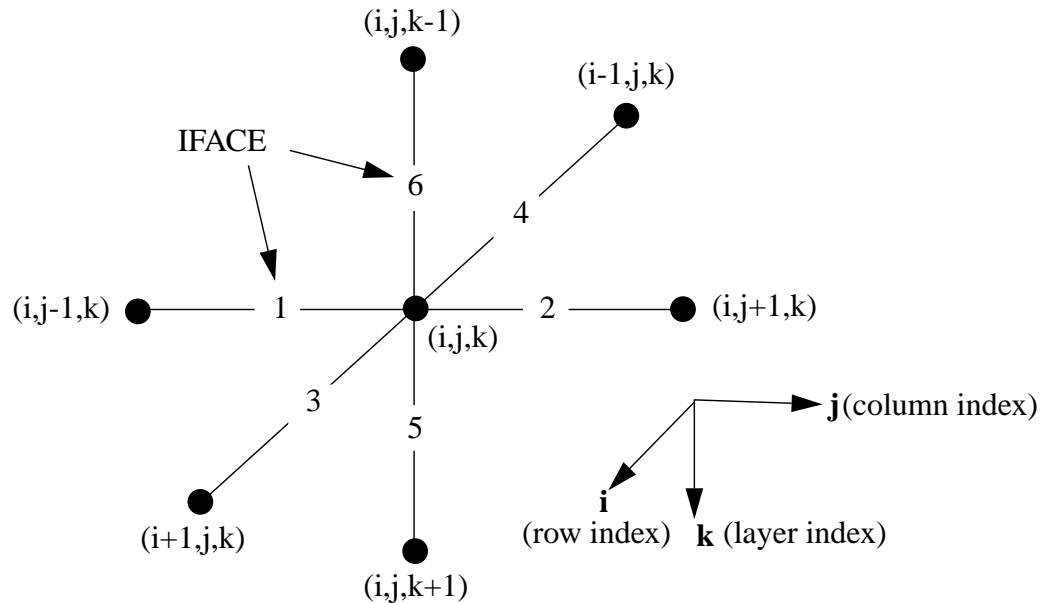 (i,j,k-1)
(i-1,j,k)
IFACE
6
4
(i,j-1,k)
1
2
(i,j+1,k)
(i,j,k)
3
5
j(column index)
(i+1,j,k)
i
(row index)
k (layer index)
(i,j,k+1)